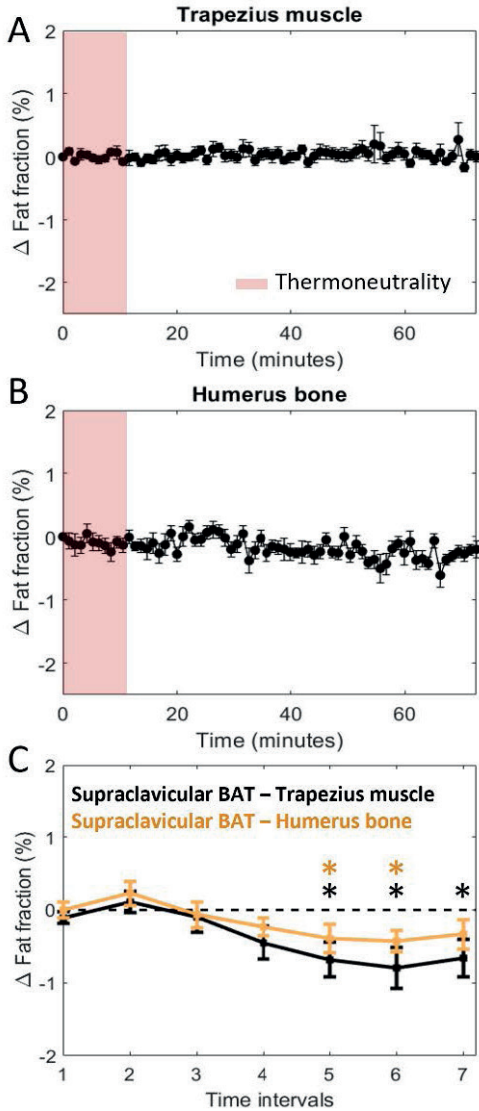 A
Trapezius muscle
2
1
0
-1
-2
Δ Fat fraction (%)
Thermoneutrality
0
20
40
60
Time (minutes)
B
Humerus bone
2
1
0
-1
-2
Δ Fat fraction (%)
0
20
40
60
Time (minutes)
C
2
1
0
-1
-2
Δ Fat fraction (%)
Supraclavicular BAT – Trapezius muscle
Supraclavicular BAT – Humerus bone
* *
* * *
1 2 3 4 5 6 7
Time intervals